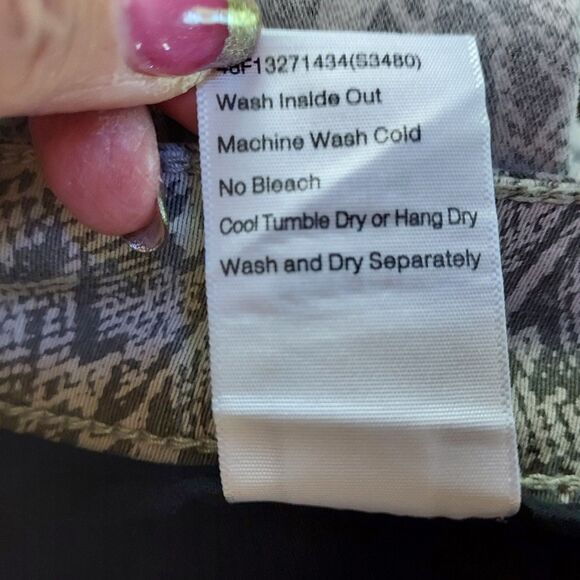 48F13271434(S3480)
Wash Inside Out
Machine Wash Cold
No Bleach
Cool Tumble Dry or Hang Dry
Wash and Dry Separately